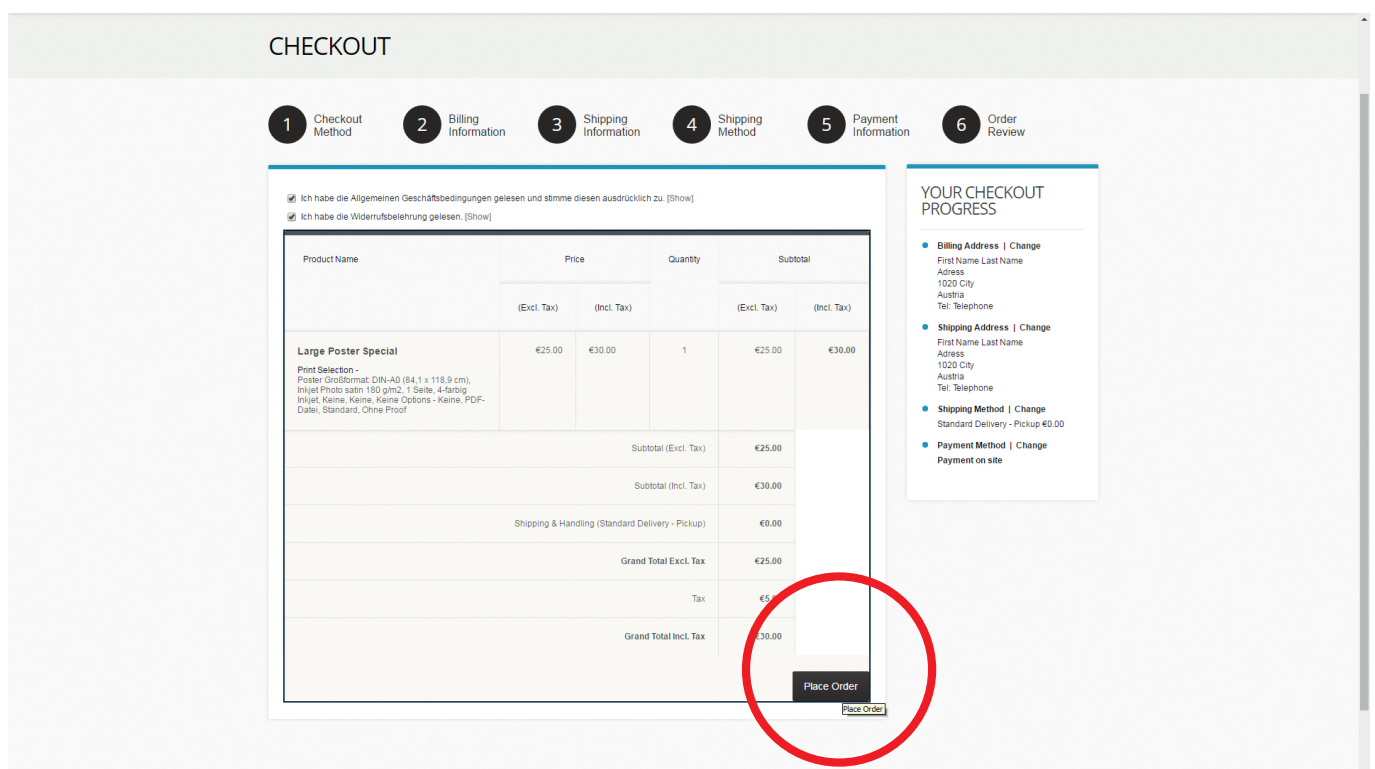 CHECKOUT
1 Checkout Method
2 Billing Information
3 Shipping Information
4 Shipping Method
5 Payment Information
6 Order Review
Ich habe die Allgemeinen Geschäftsbedingungen gelesen und stimme diesen ausdrücklich zu. [Show]
Ich habe die Widerrufsbelehrung gelesen. [Show]
Product Name Price Quantity Subtotal
(Excl. Tax) (Incl. Tax) (Excl. Tax) (Incl. Tax)
Large Poster Special €25.00 €30.00 1 €25.00 €30.00
Print Selection -
Poster Großformat: DIN-A0 (84,1 x 118,9 cm),
Inkjet Photo satin 180 g/m2, 1 Seite, 4-farbig
Inkjet, Keine, Keine, Keine Options - Keine, PDF-
Datei, Standard, Ohne Proof
Subtotal (Excl. Tax) €25.00
Subtotal (Incl. Tax) €30.00
Shipping & Handling (Standard Delivery - Pickup) €0.00
Grand Total Excl. Tax €25.00
Tax
Grand Total Incl. Tax €30.00
Place Order
Place Order
YOUR CHECKOUT
PROGRESS
Billing Address | Change
First Name Last Name
Adress
1020 City
Austria
Tel: Telephone
Shipping Address | Change
First Name Last Name
Adress
1020 City
Austria
Tel: Telephone
Shipping Method | Change
Standard Delivery - Pickup €0.00
Payment Method | Change
Payment on site